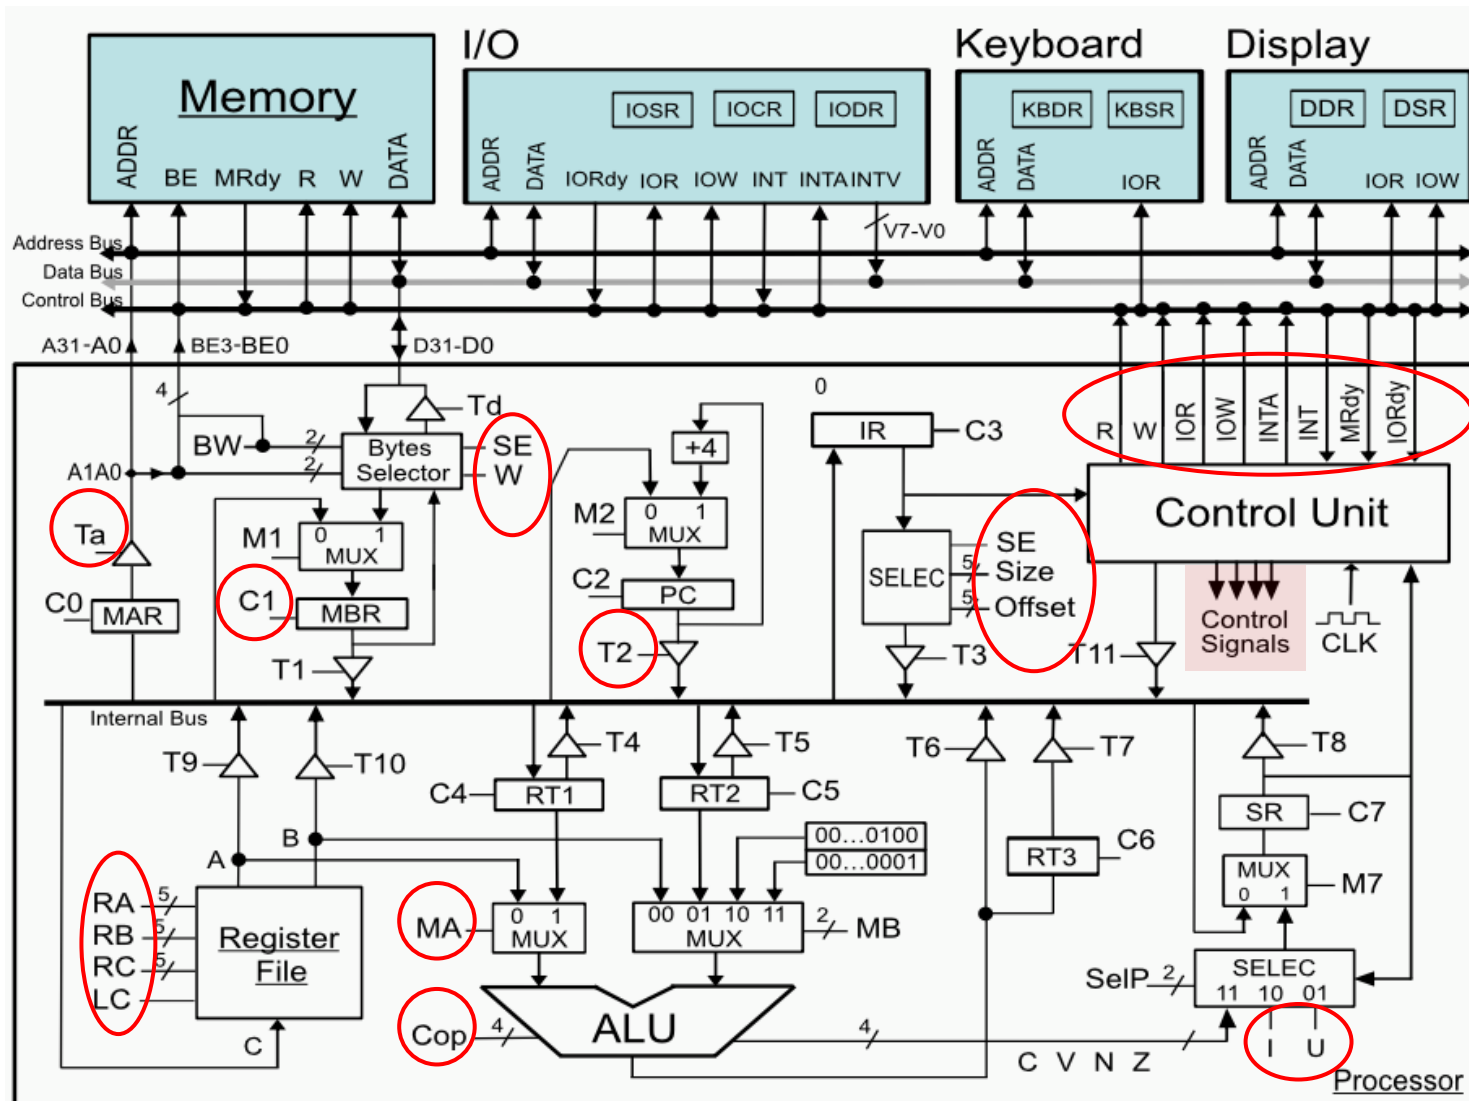 I/O
Keyboard
Display
Memory
IOSR
IOCR
IODR
KBDR
KBSR
DDR
DSR
ADDR
BE
MRdy
R
W
DATA
ADDR
DATA
IORdy
IOR
IOW
INT
INTA
INTV
ADDR
DATA
IOR
ADDR
DATA
IOR
IOW
V7-V0
Address Bus
Data Bus
Control Bus
A31-A0
BE3-BE0
D31-D0
0
4
Td
BW
2
Bytes
Selector
SE
W
A1A0
2
+4
IR
C3
R
W
IOR
IOW
INTA
INT
MRdy
IORdy
Ta
M1
0 1
MUX
M2
0 1
MUX
Control Unit
SELEC
SE
5
Size
5
Offset
C0
MAR
C1
MBR
C2
PC
Control
Signals
CLK
T1
T2
T3
T11
Internal Bus
T9
T10
T4
T5
T6
T7
T8
C4
RT1
RT2
C5
SR
C7
B
A
00...0100
00...0001
RT3
C6
MUX
0 1
M7
RA
5
RB
5
RC
5
LC
Register
File
MA
0 1
MUX
00 01 10 11
MUX
2
MB
SelP
2
SELEC
11 10 01
Cop
4
ALU
4
C V N Z
I U
C
Processor